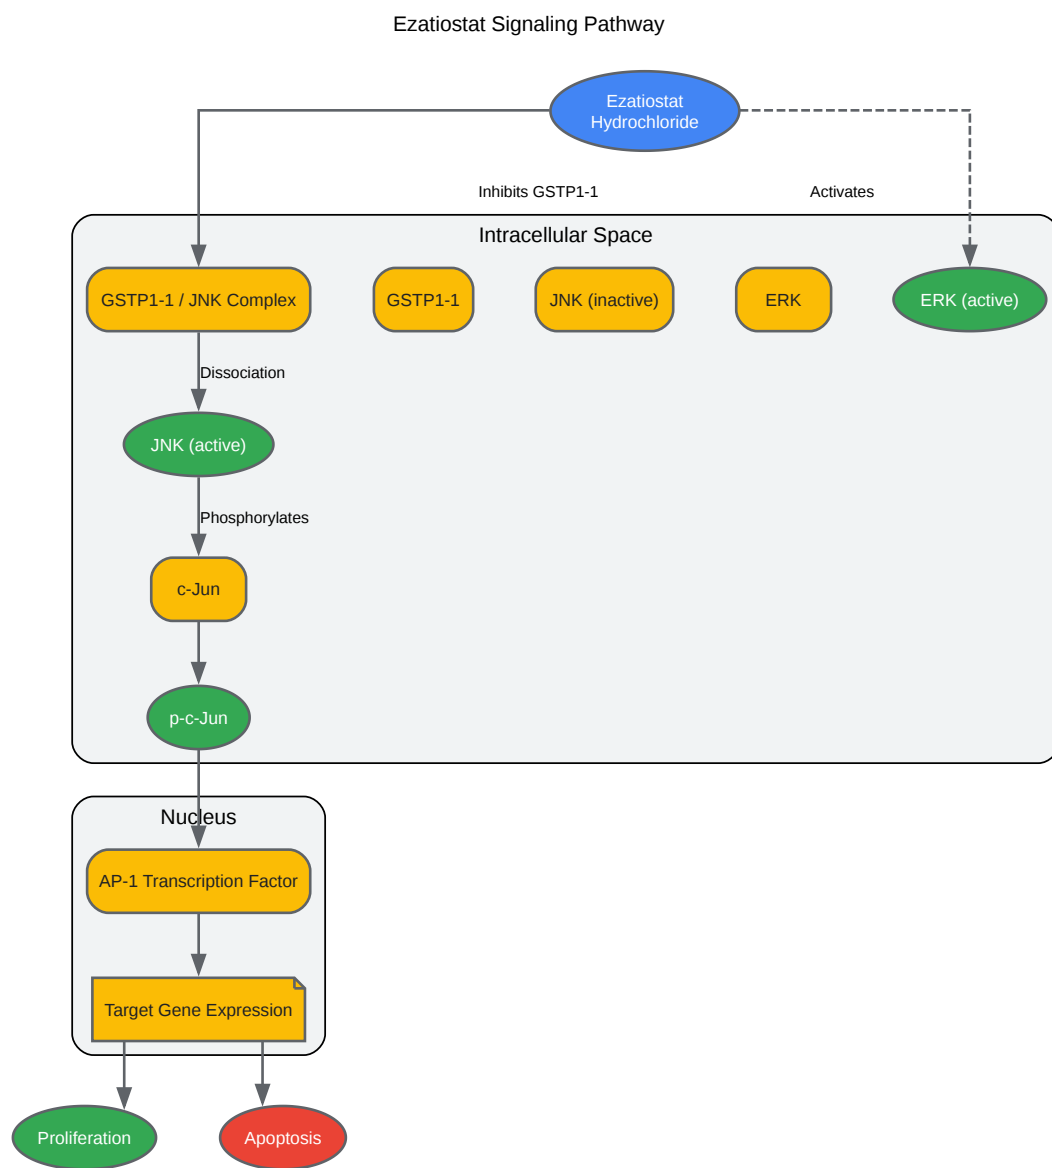 Ezatiostat Signaling Pathway
Ezatiostat
Hydrochloride
Inhibits GSTP1-1
Activates
Intracellular Space
GSTP1-1 / JNK Complex
GSTP1-1
JNK (inactive)
ERK
ERK (active)
Dissociation
JNK (active)
Phosphorylates
c-Jun
p-c-Jun
Nucleus
AP-1 Transcription Factor
Target Gene Expression
Proliferation
Apoptosis